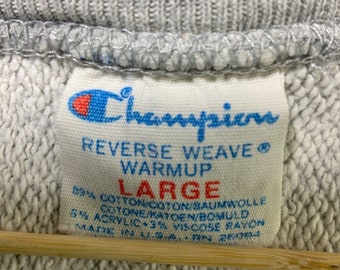 Champion
REVERSE WEAVE®
WARMUP
LARGE
89% COTTON/COTON/BAUMWOLLE
COTONE/KATOEN/BOMULD
8% ACRYLIC•3% VISCOSE RAYON
MADE IN U.S.A. RN 26094